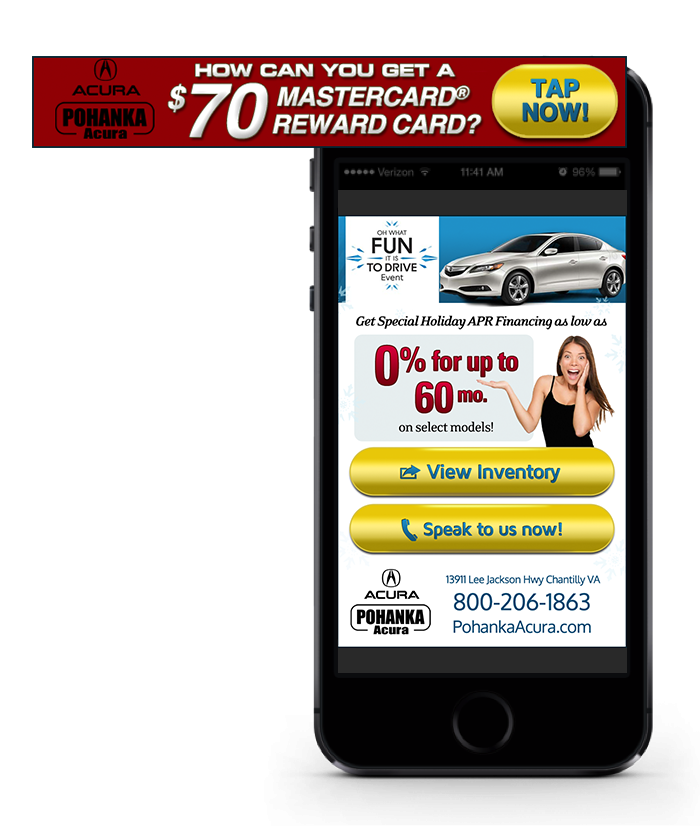 HOW CAN YOU GET A
$70 MASTERCARD®
REWARD CARD?
TAP
NOW!
ACURA
POHANKA
Acura
Verizon 11:41 AM 96%
OH WHAT
FUN
IT IS
TO DRIVE
Event
Get Special Holiday APR Financing as low as
0% for up to
60 mo.
on select models!
View Inventory
Speak to us now!
ACURA
POHANKA
Acura
13911 Lee Jackson Hwy Chantilly VA
800-206-1863
PohankaAcura.com